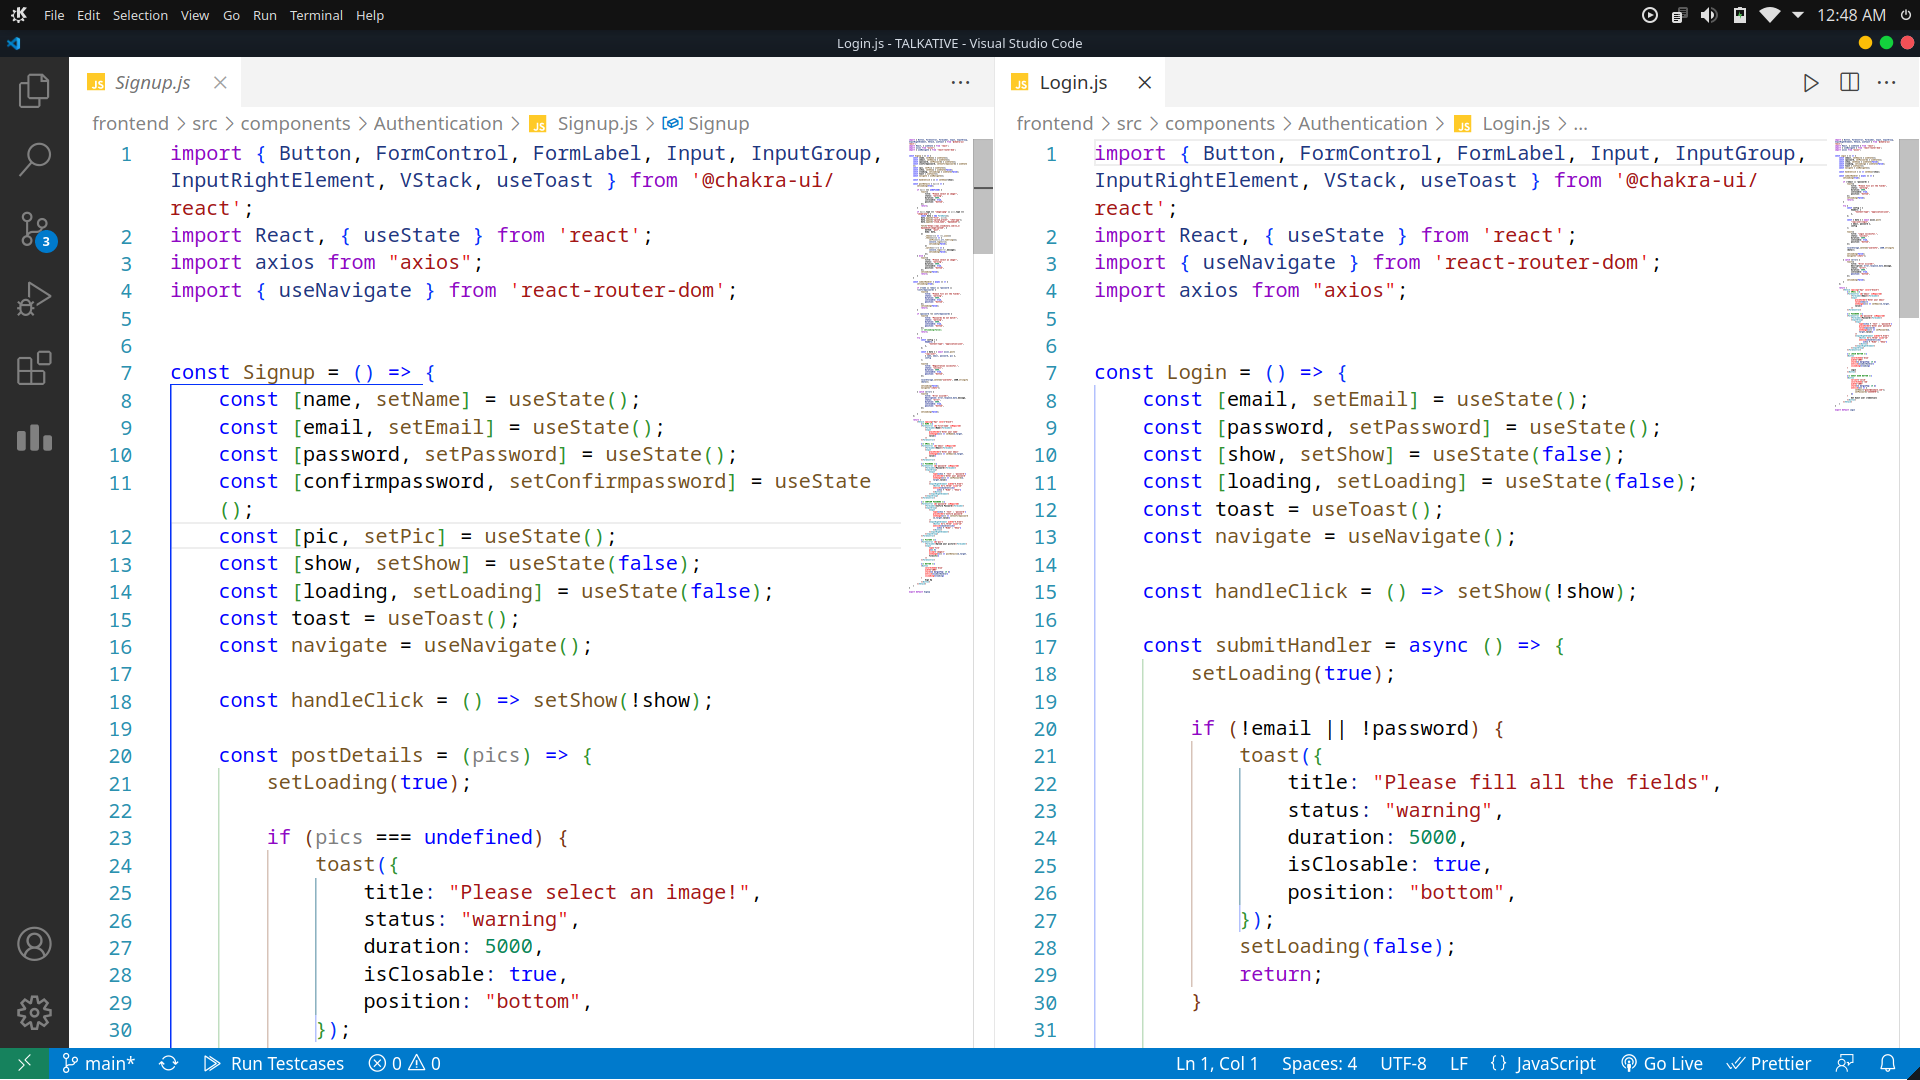 File Edit Selection View Go Run Terminal Help
12:48 AM
Login.js - TALKATIVE - Visual Studio Code
JS Signup.js
frontend > src > components > Authentication > JS Signup.js > Signup
1 import { Button, FormControl, FormLabel, Input, InputGroup,
InputRightElement, VStack, useToast } from '@chakra-ui/
react';
2 import React, { useState } from 'react';
3 import axios from "axios";
4 import { useNavigate } from 'react-router-dom';
5
6
7 const Signup = () => {
8 const [name, setName] = useState();
9 const [email, setEmail] = useState();
10 const [password, setPassword] = useState();
11 const [confirmpassword, setConfirmpassword] = useState
();
12 const [pic, setPic] = useState();
13 const [show, setShow] = useState(false);
14 const [loading, setLoading] = useState(false);
15 const toast = useToast();
16 const navigate = useNavigate();
17
18 const handleClick = () => setShow(!show);
19
20 const postDetails = (pics) => {
21 setLoading(true);
22
23 if (pics === undefined) {
24 toast({
25 title: "Please select an image!",
26 status: "warning",
27 duration: 5000,
28 isClosable: true,
29 position: "bottom",
30 });
JS Login.js
frontend > src > components > Authentication > JS Login.js > ...
1 import { Button, FormControl, FormLabel, Input, InputGroup,
InputRightElement, VStack, useToast } from '@chakra-ui/
react';
2 import React, { useState } from 'react';
3 import { useNavigate } from 'react-router-dom';
4 import axios from "axios";
5
6
7 const Login = () => {
8 const [email, setEmail] = useState();
9 const [password, setPassword] = useState();
10 const [show, setShow] = useState(false);
11 const [loading, setLoading] = useState(false);
12 const toast = useToast();
13 const navigate = useNavigate();
14
15 const handleClick = () => setShow(!show);
16
17 const submitHandler = async () => {
18 setLoading(true);
19
20 if (!email || !password) {
21 toast({
22 title: "Please fill all the fields",
23 status: "warning",
24 duration: 5000,
25 isClosable: true,
26 position: "bottom",
27 });
28 setLoading(false);
29 return;
30 }
31
3
main* Run Testcases 0 0
Ln 1, Col 1 Spaces: 4 UTF-8 LF {} JavaScript Go Live Prettier